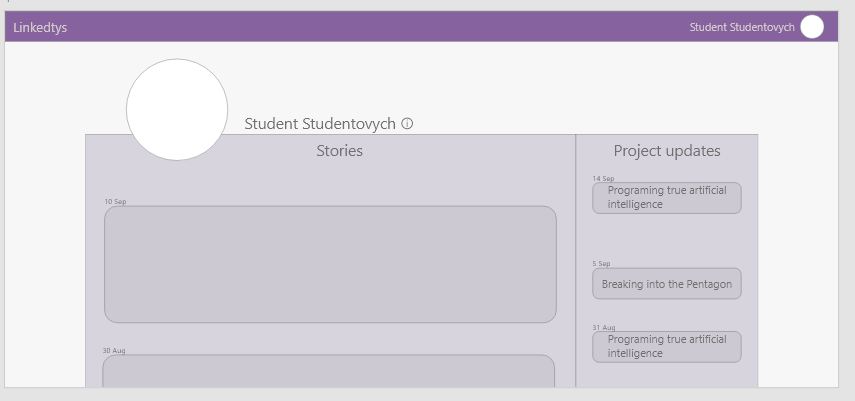 Linkedtys
Student Studentovych
Student Studentovych
Stories
Project updates
10 Sep
30 Aug
14 Sep
Programing true artificial
intelligence
5 Sep
Breaking into the Pentagon
31 Aug
Programing true artificial
intelligence